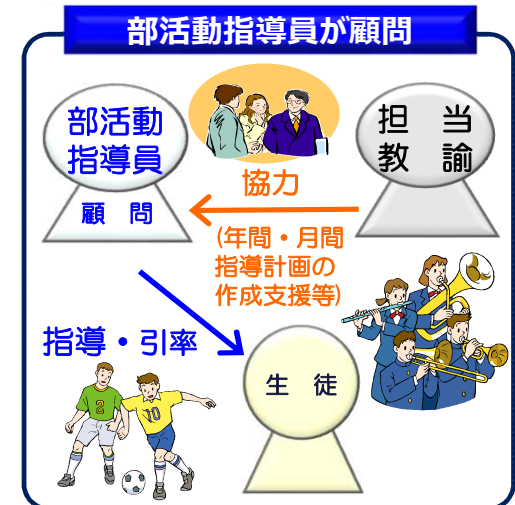 部活動指導員が顧問
部活動
指導員
顧 問
担 当
教 諭
協力
(年間・月間
指導計画の
作成支援等)
指導・引率
生 徒
2
10